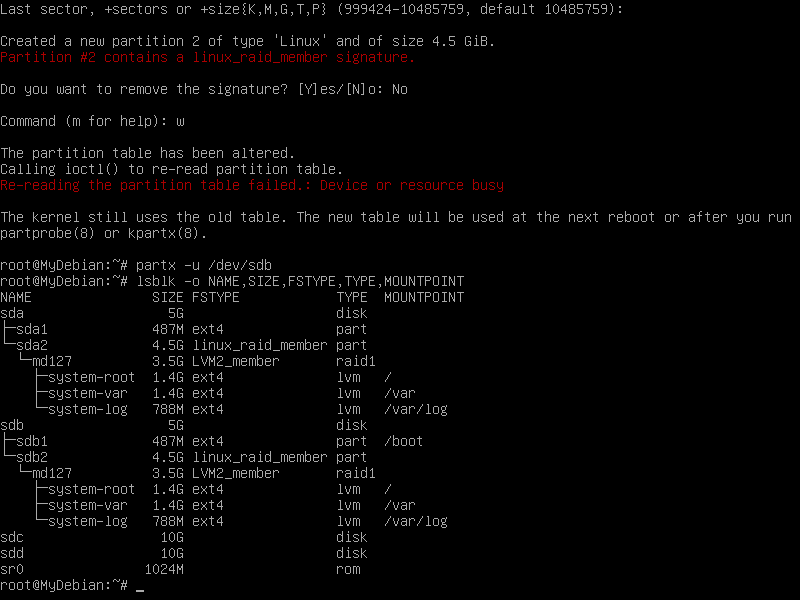 Last sector, +sectors or +size{K,M,G,T,P} (999424-10485759, default 10485759):
Created a new partition 2 of type 'Linux' and of size 4.5 GiB.
Partition #2 contains a linux_raid_member signature.
Do you want to remove the signature? [Y]es/[N]o: No
Command (m for help): w
The partition table has been altered.
Calling ioctl() to re-read partition table.
Re-reading the partition table failed.: Device or resource busy
The kernel still uses the old table. The new table will be used at the next reboot or after you run
partprobe(8) or kpartx(8).
root@MyDebian:~# partx -u /dev/sdb
root@MyDebian:~# lsblk -o NAME,SIZE,FSTYPE,TYPE,MOUNTPOINT
NAME                SIZE FSTYPE            TYPE  MOUNTPOINT
sda                   5G                   disk
├─sda1              487M ext4              part
└─sda2              4.5G linux_raid_member part
  └─md127           3.5G LVM2_member       raid1
    ├─system-root   1.4G ext4              lvm   /
    ├─system-var    1.4G ext4              lvm   /var
    └─system-log    788M ext4              lvm   /var/log
sdb                   5G                   disk
├─sdb1              487M ext4              part  /boot
└─sdb2              4.5G linux_raid_member part
  └─md127           3.5G LVM2_member       raid1
    ├─system-root   1.4G ext4              lvm   /
    ├─system-var    1.4G ext4              lvm   /var
    └─system-log    788M ext4              lvm   /var/log
sdc                  10G                   disk
sdd                  10G                   disk
sr0                1024M                   rom
root@MyDebian:~# _